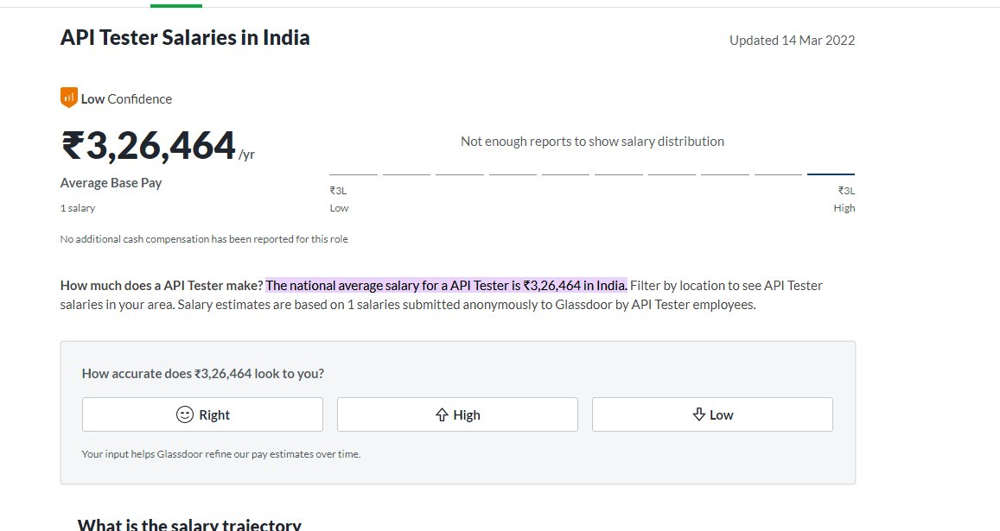 API Tester Salaries in India
Updated 14 Mar 2022
Low Confidence
₹3,26,464 /yr
Not enough reports to show salary distribution
Average Base Pay
₹3L
₹3L
1 salary
Low
High
No additional cash compensation has been reported for this role
How much does a API Tester make? The national average salary for a API Tester is ₹3,26,464 in India. Filter by location to see API Tester
salaries in your area. Salary estimates are based on 1 salaries submitted anonymously to Glassdoor by API Tester employees.
How accurate does ₹3,26,464 look to you?
Right
High
Low
Your input helps Glassdoor refine our pay estimates over time.
What is the salary trajectory